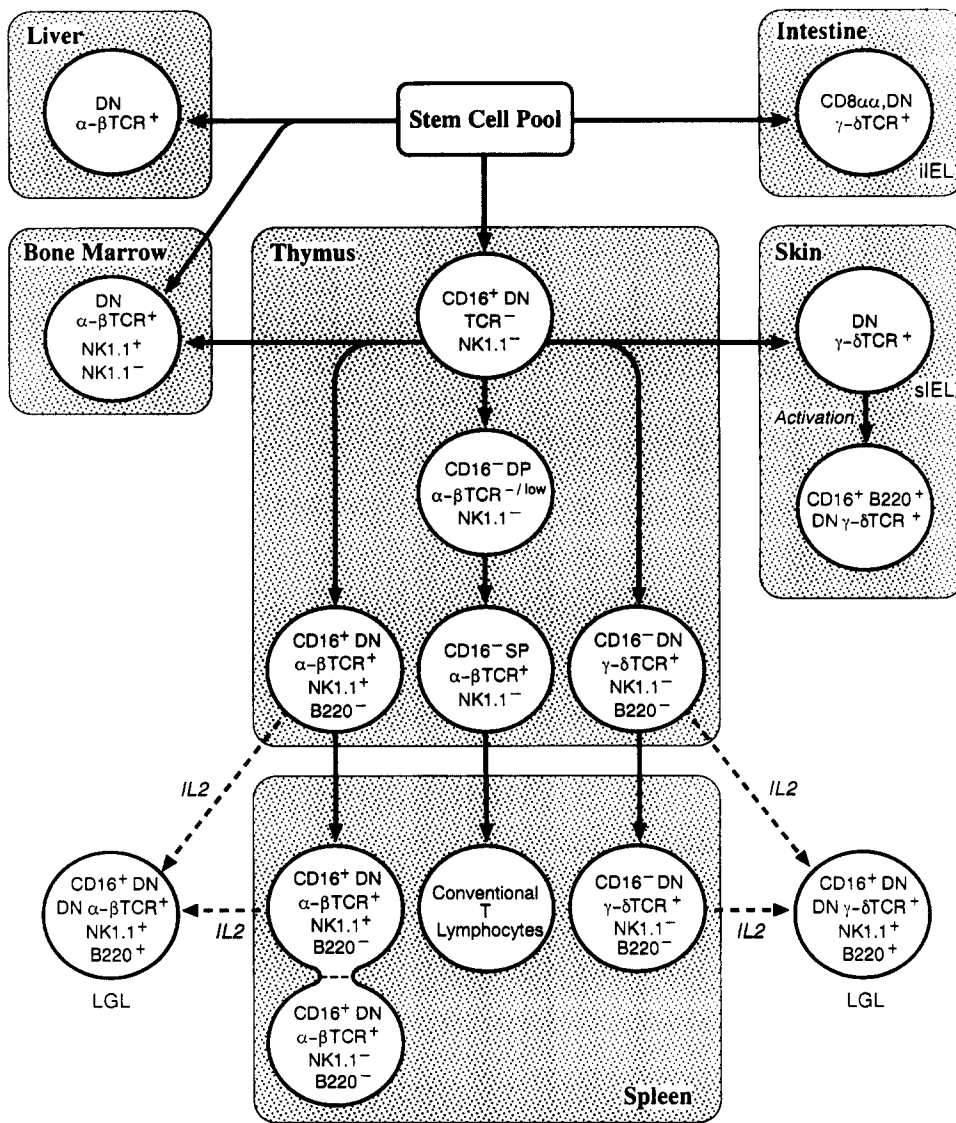 Liver
DN
α-βTCR⁺
Stem Cell Pool
Intestine
CD8αα,DN
γ-δTCR⁺
iIEL
Bone Marrow
DN
α-βTCR⁺
NK1.1⁺
NK1.1⁻
Thymus
CD16⁺ DN
TCR⁻
NK1.1⁻
Skin
DN
γ-δTCR⁺
sIEL
Activation
CD16⁺ B220⁺
DN γ-δTCR⁺
CD16⁻ DP
α-βTCR⁻/ˡᵒʷ
NK1.1⁻
CD16⁺ DN
α-βTCR⁺
NK1.1⁺
B220⁻
CD16⁻ SP
α-βTCR⁺
NK1.1⁻
CD16⁻ DN
γ-δTCR⁺
NK1.1⁻
B220⁻
IL2
IL2
CD16⁺ DN
DN α-βTCR⁺
NK1.1⁺
B220⁺
LGL
IL2
CD16⁺ DN
α-βTCR⁺
NK1.1⁺
B220⁻
CD16⁺ DN
α-βTCR⁺
NK1.1⁻
B220⁻
Conventional
T
Lymphocytes
CD16⁻ DN
γ-δTCR⁺
NK1.1⁻
B220⁻
IL2
CD16⁺ DN
DN γ-δTCR⁺
NK1.1⁺
B220⁺
LGL
Spleen